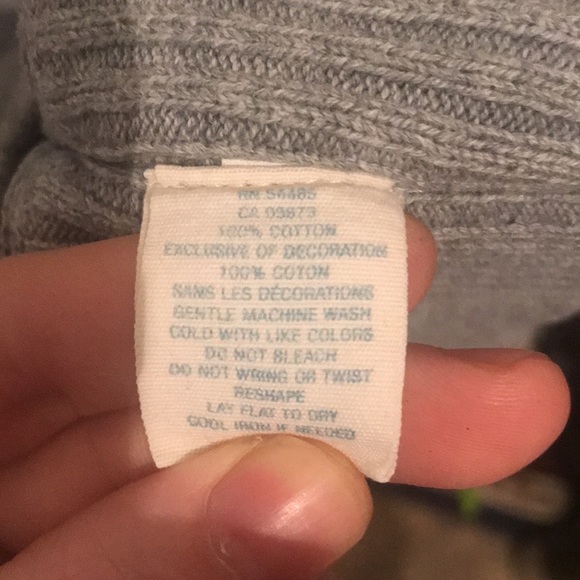 RN 54485
CA 09873
100% COTTON
EXCLUSIVE OF DECORATION
100% COTON
SANS LES DÉCORATIONS
GENTLE MACHINE WASH
COLD WITH LIKE COLORS
DO NOT BLEACH
DO NOT WRING OR TWIST
RESHAPE
LAY FLAT TO DRY
COOL IRON IF NEEDED